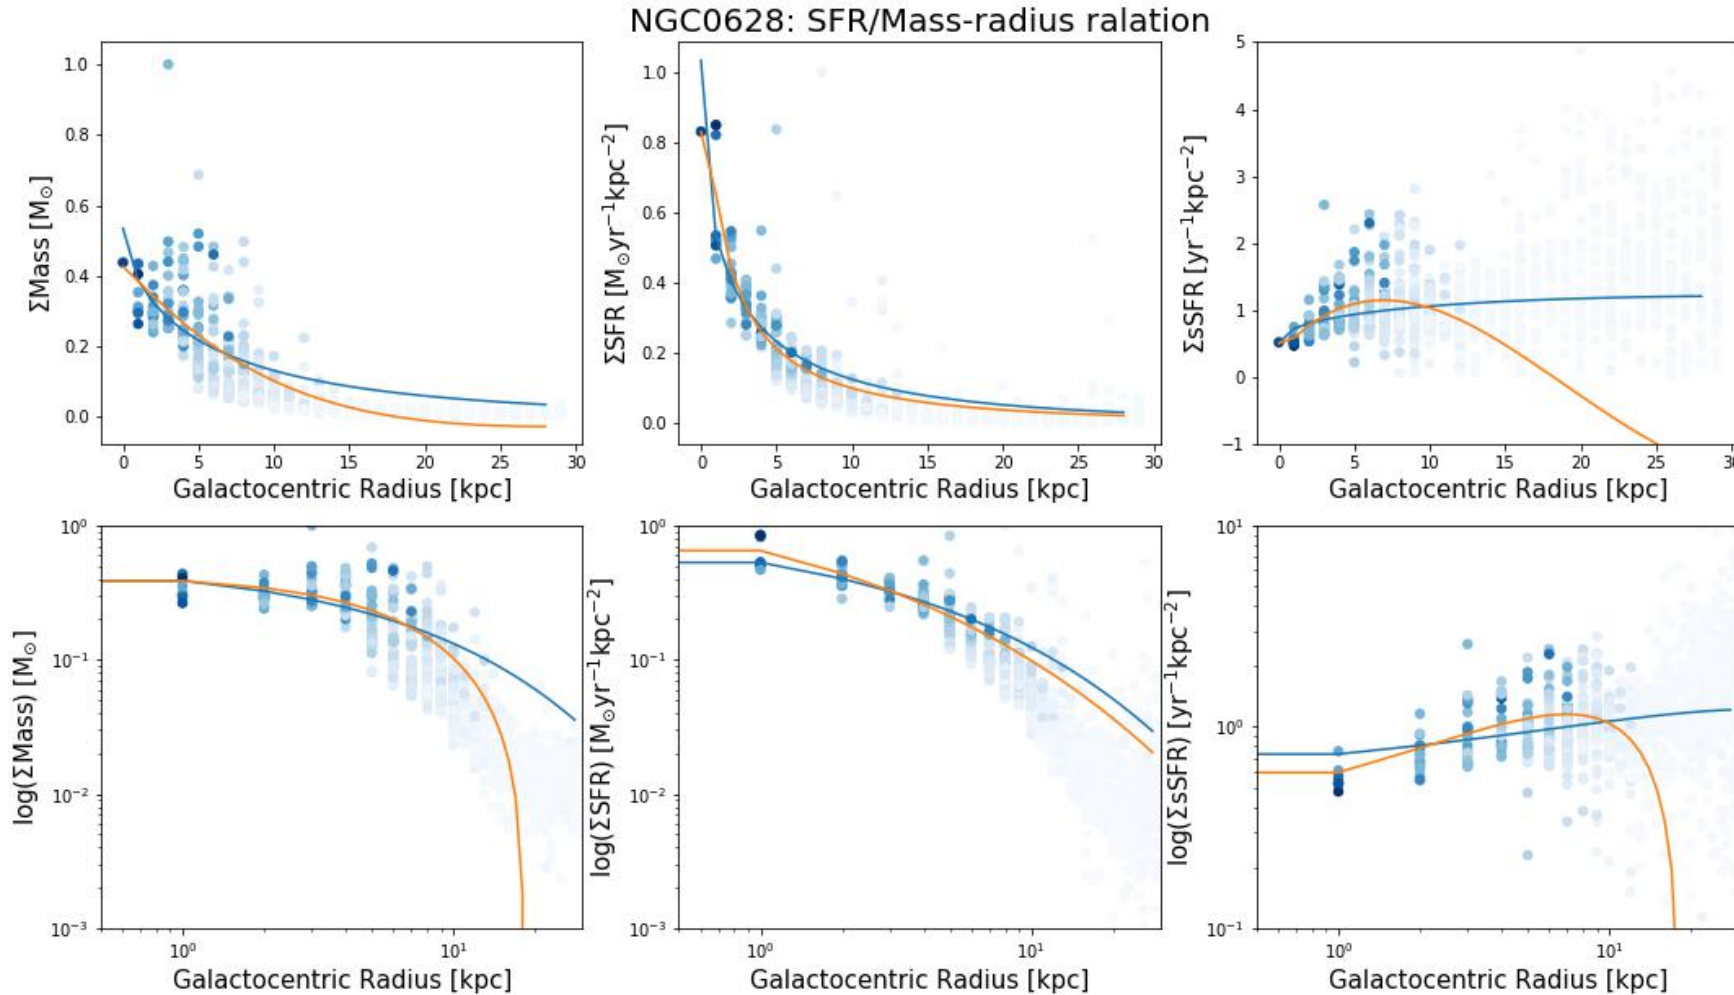 NGC0628: SFR/Mass-radius ralation
ΣMass [M⊙]
1.0
0.8
0.6
0.4
0.2
0.0
0 5 10 15 20 25 30
Galactocentric Radius [kpc]
ΣSFR [M⊙yr⁻¹kpc⁻²]
1.0
0.8
0.6
0.4
0.2
0.0
0 5 10 15 20 25 30
Galactocentric Radius [kpc]
ΣsSFR [yr⁻¹kpc⁻²]
5
4
3
2
1
0
−1
0 5 10 15 20 25
Galactocentric Radius [kpc]
log(ΣMass) [M⊙]
10⁰
10⁻¹
10⁻²
10⁻³
10⁰ 10¹
Galactocentric Radius [kpc]
log(ΣSFR) [M⊙yr⁻¹kpc⁻²]
10⁰
10⁻¹
10⁻²
10⁻³
10⁰ 10¹
Galactocentric Radius [kpc]
log(ΣsSFR) [yr⁻¹kpc⁻²]
10¹
10⁰
10⁻¹
10⁰ 10¹
Galactocentric Radius [kpc]